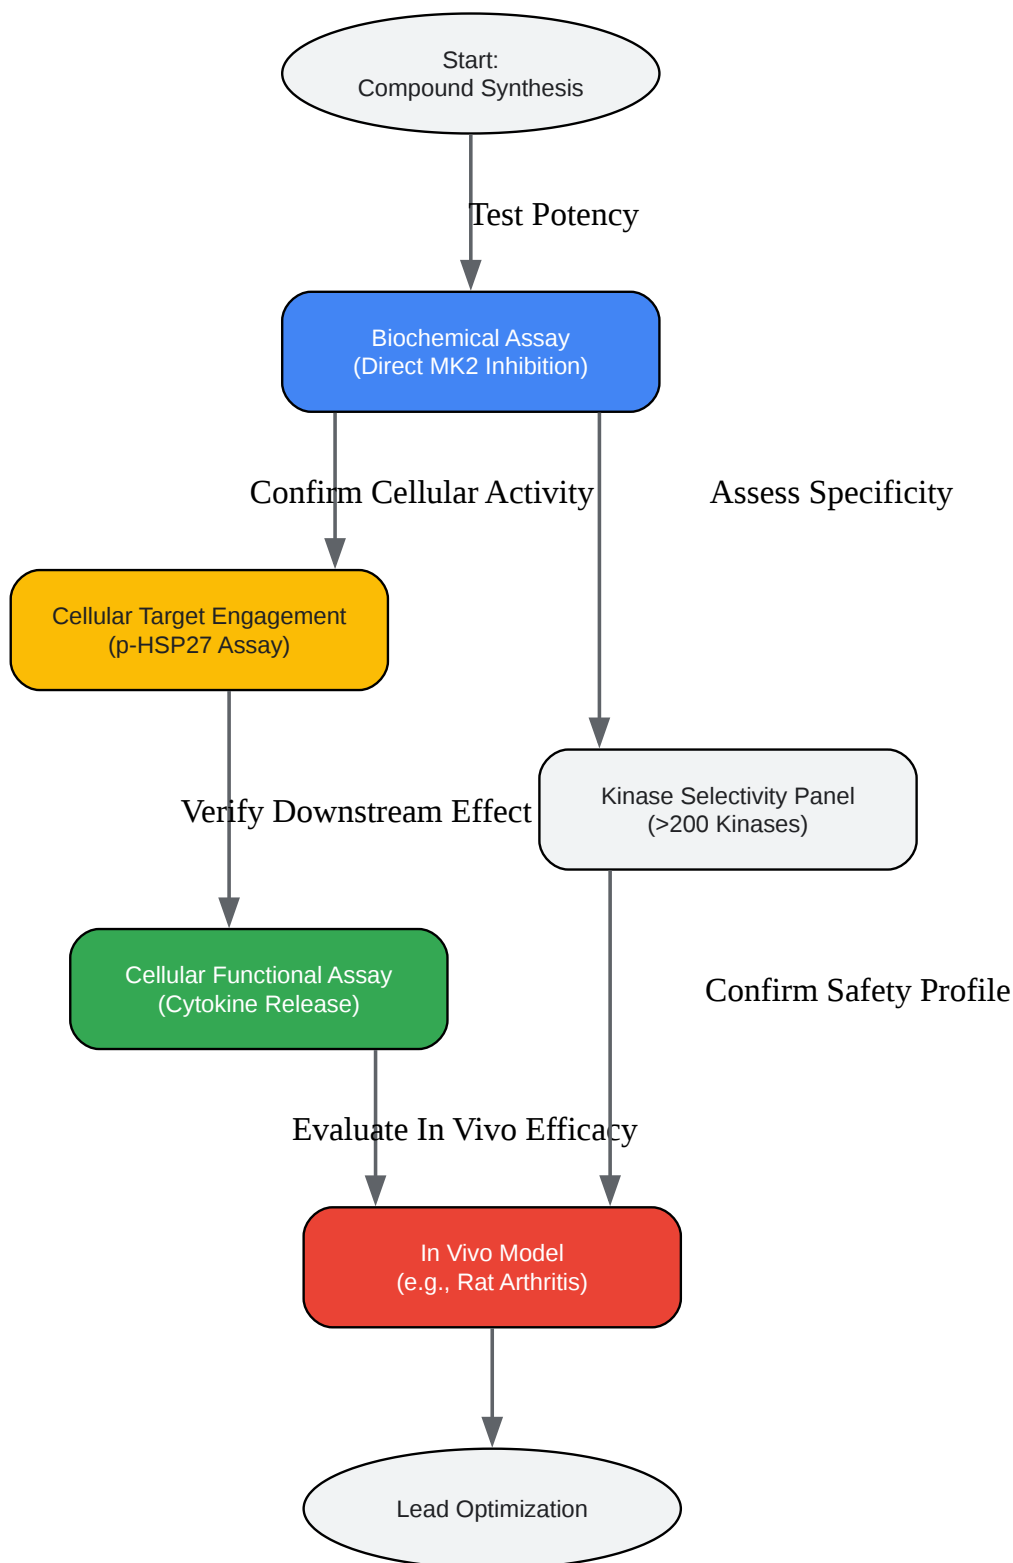 Start:
Compound Synthesis
Test Potency
Biochemical Assay
(Direct MK2 Inhibition)
Confirm Cellular Activity
Assess Specificity
Cellular Target Engagement
(p-HSP27 Assay)
Verify Downstream Effect
Kinase Selectivity Panel
(>200 Kinases)
Cellular Functional Assay
(Cytokine Release)
Confirm Safety Profile
Evaluate In Vivo Efficacy
In Vivo Model
(e.g., Rat Arthritis)
Lead Optimization